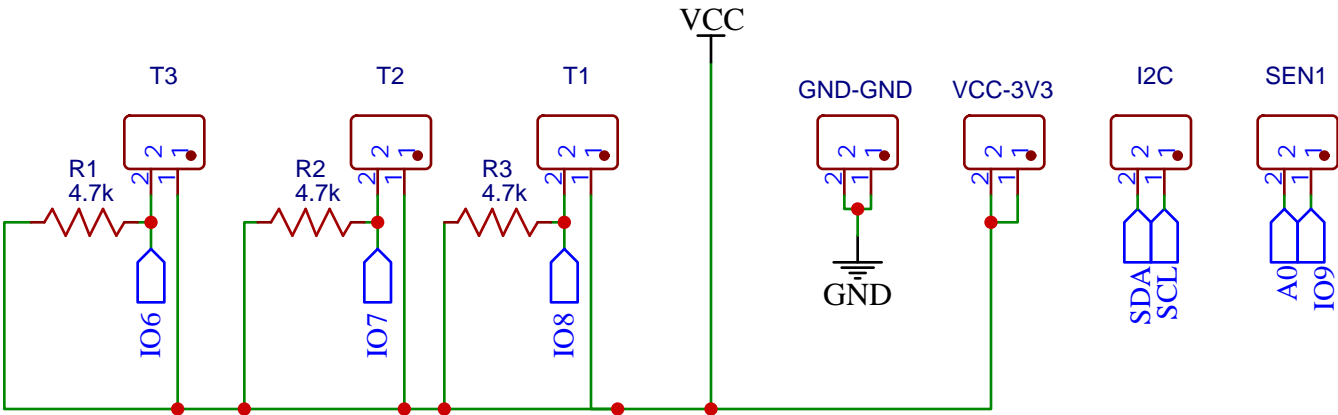 VCC
T3
T2
T1
GND-GND
VCC-3V3
I2C
SEN1
2 1
2 1
2 1
2 1
2 1
2 1
2 1
R1
4.7k
R2
4.7k
R3
4.7k
2 1
2 1
2 1
2 1
2 1
2 1
2 1
IO6
IO7
IO8
GND
SDA
SCL
A0
IO9